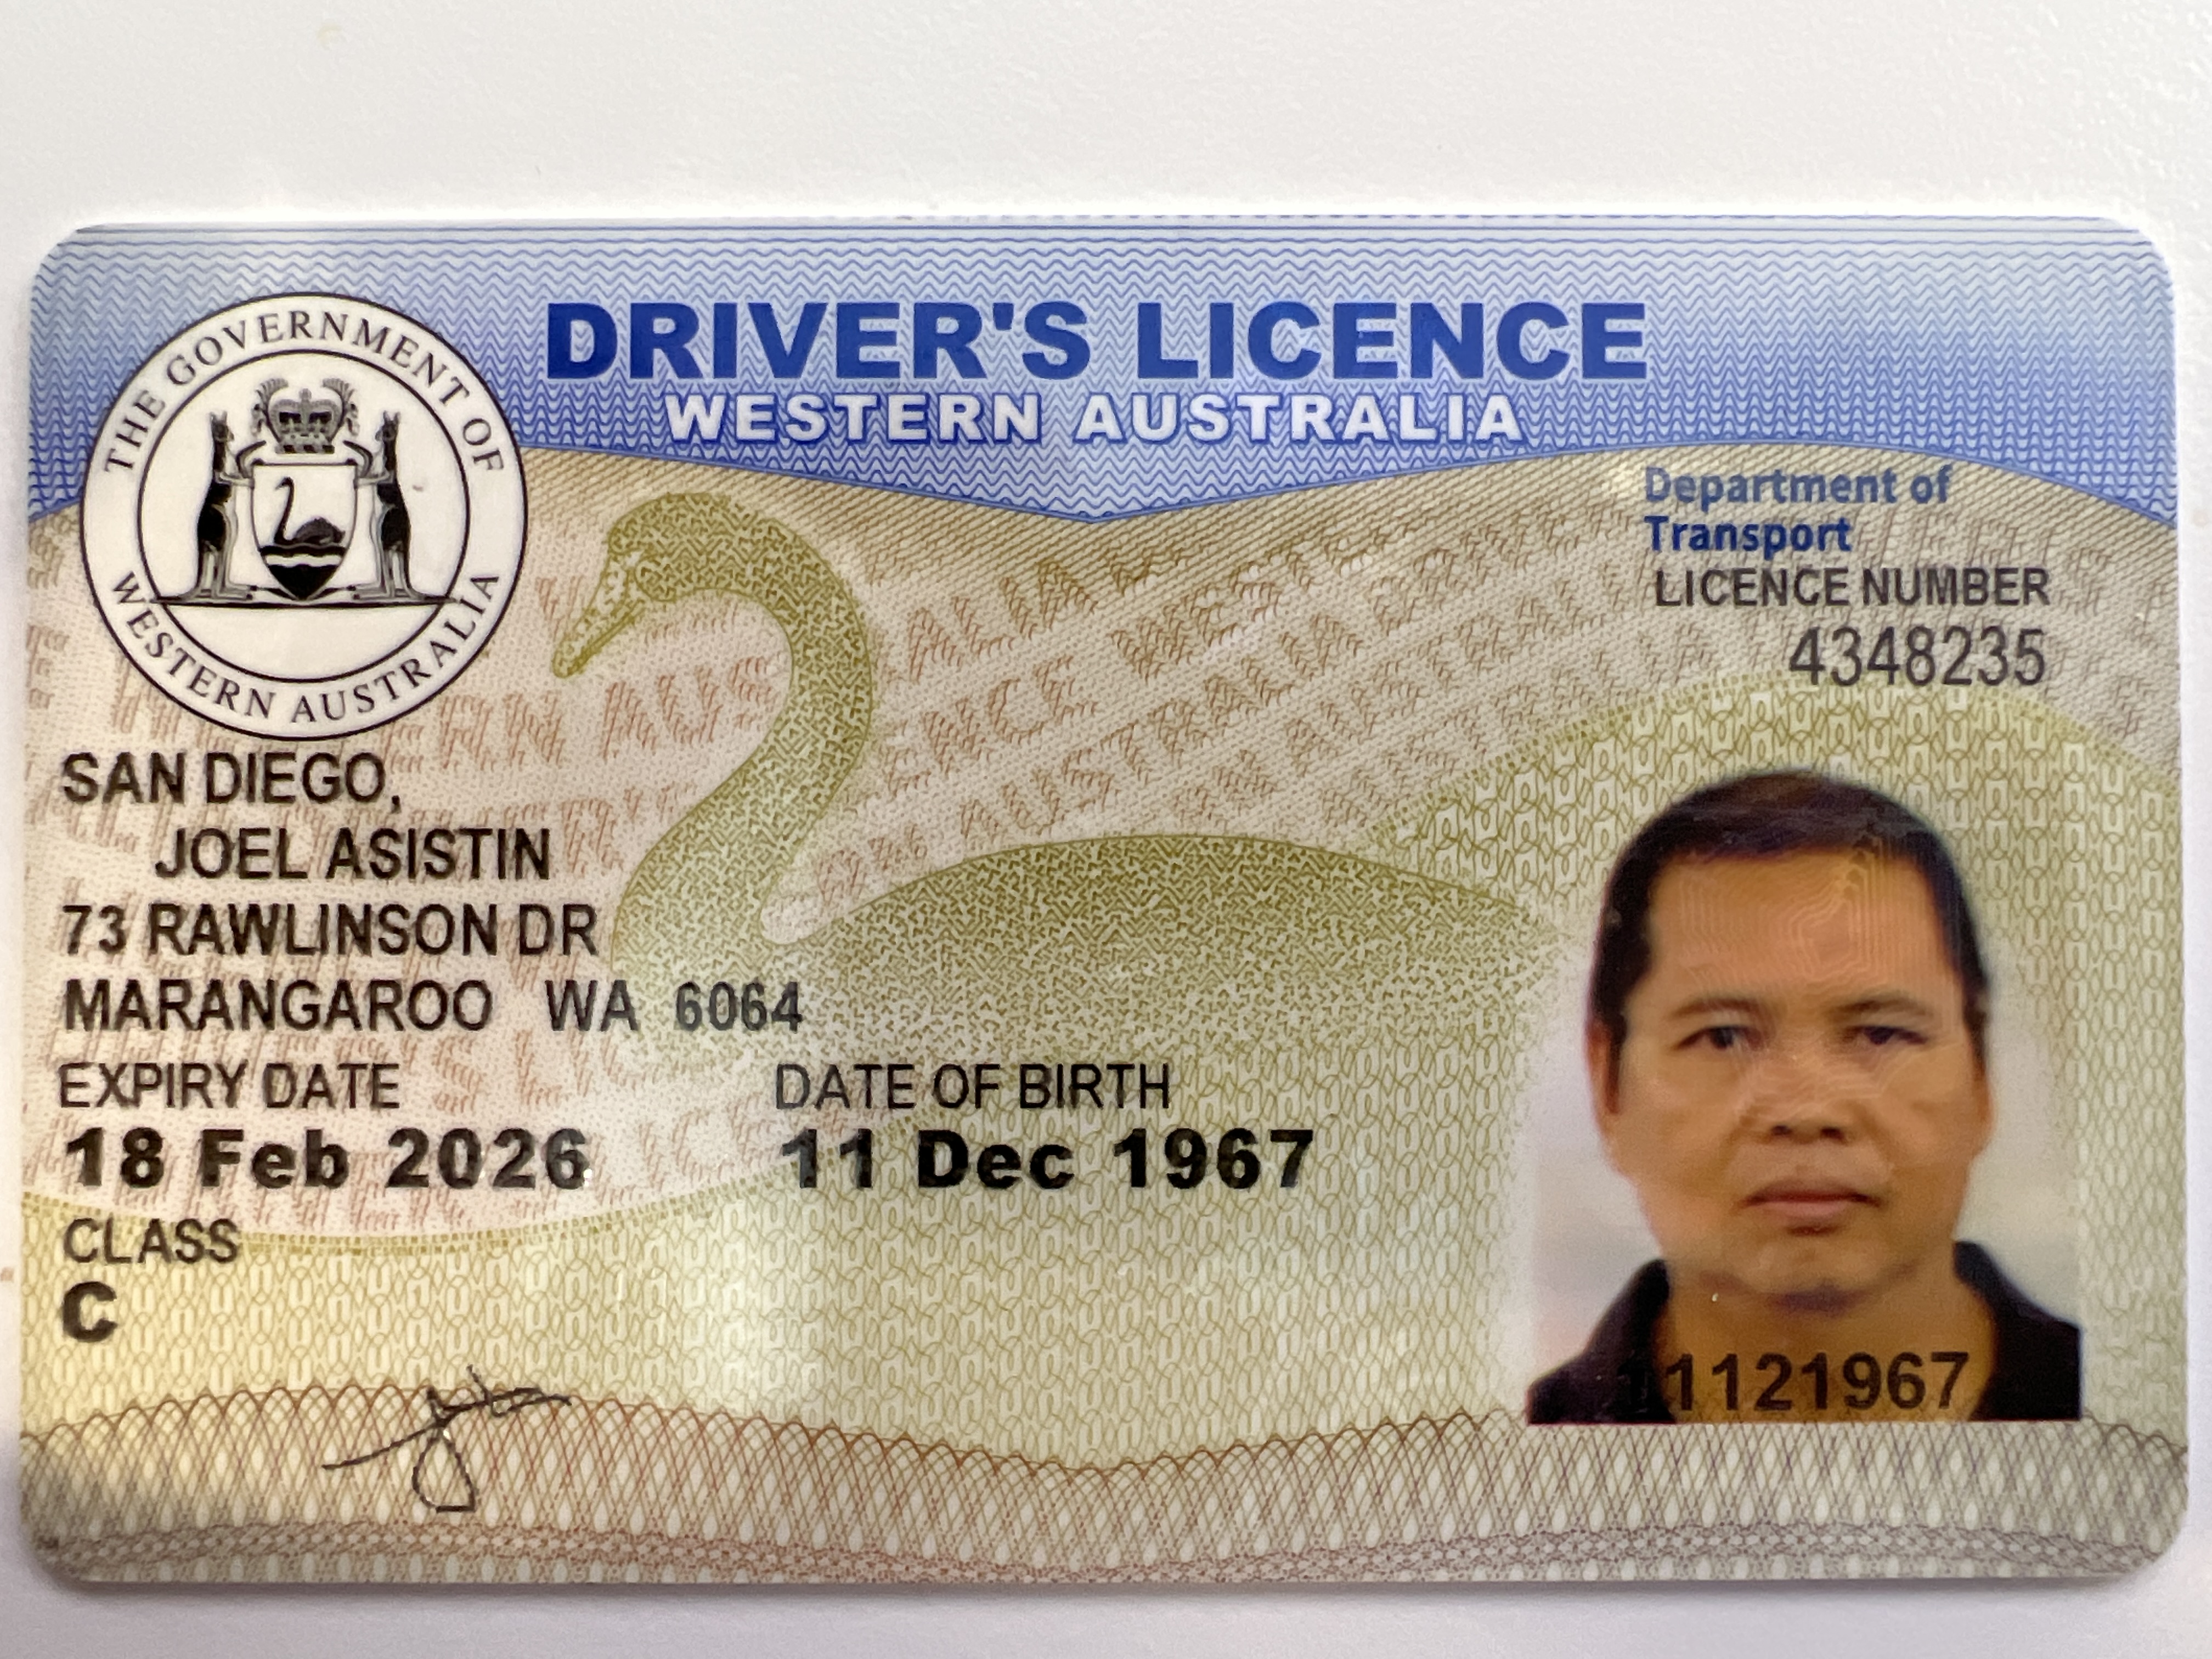 DRIVER'S LICENCE
WESTERN AUSTRALIA
THE GOVERNMENT OF
WESTERN AUSTRALIA
Department of
Transport
LICENCE NUMBER
4348235
SAN DIEGO,
JOEL ASISTIN
73 RAWLINSON DR
MARANGAROO WA 6064
EXPIRY DATE
18 Feb 2026
DATE OF BIRTH
11 Dec 1967
CLASS
C
11121967